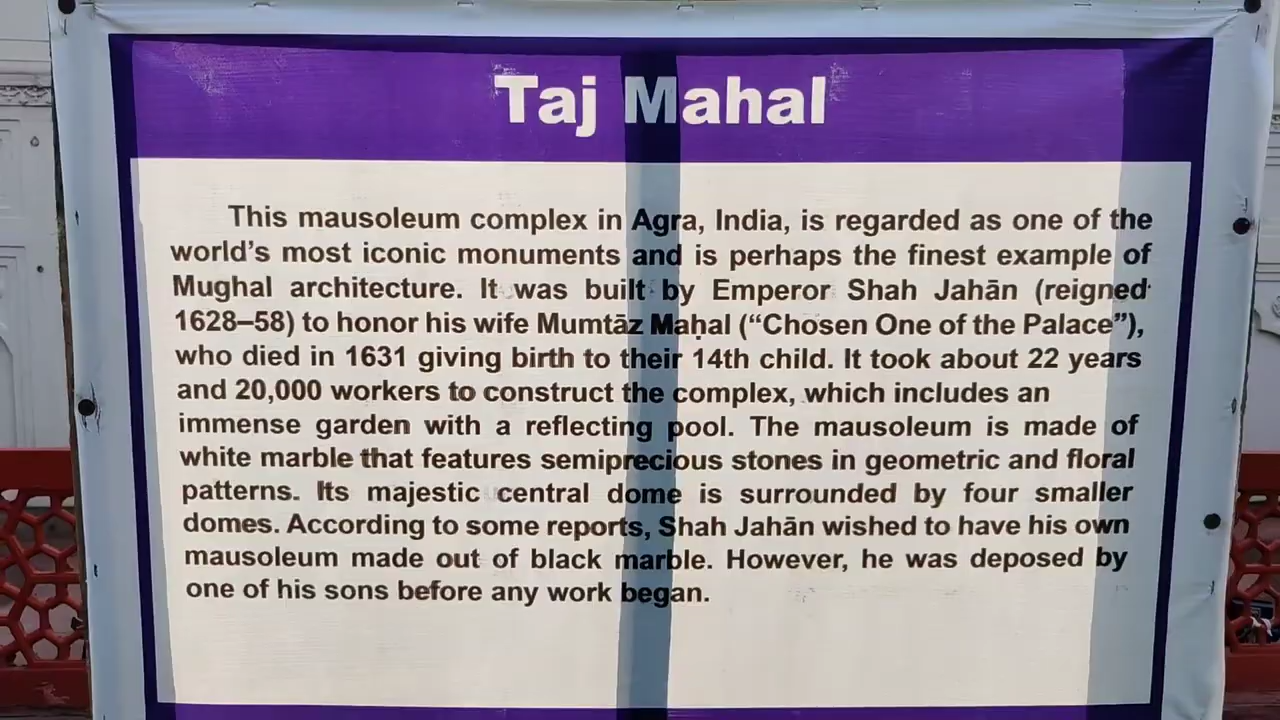 Taj Mahal
This mausoleum complex in Agra, India, is regarded as one of the
world’s most iconic monuments and is perhaps the finest example of
Mughal architecture. It was built by Emperor Shah Jahān (reigned
1628–58) to honor his wife Mumtāz Maḥal (“Chosen One of the Palace”),
who died in 1631 giving birth to their 14th child. It took about 22 years
and 20,000 workers to construct the complex, which includes an
immense garden with a reflecting pool. The mausoleum is made of
white marble that features semiprecious stones in geometric and floral
patterns. Its majestic central dome is surrounded by four smaller
domes. According to some reports, Shah Jahān wished to have his own
mausoleum made out of black marble. However, he was deposed by
one of his sons before any work began.